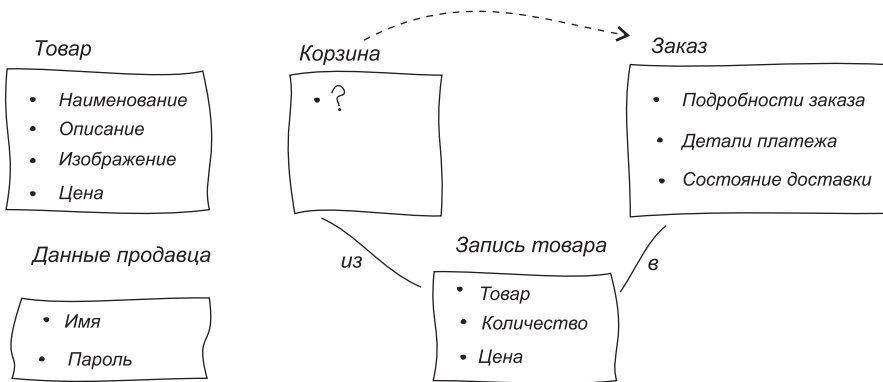 Товар
• Наименование
• Описание
• Изображение
• Цена
Корзина
• ?
Заказ
• Подробности заказа
• Детали платежа
• Состояние доставки
Данные продавца
• Имя
• Пароль
из
Запись товара
• Товар
• Количество
• Цена
в